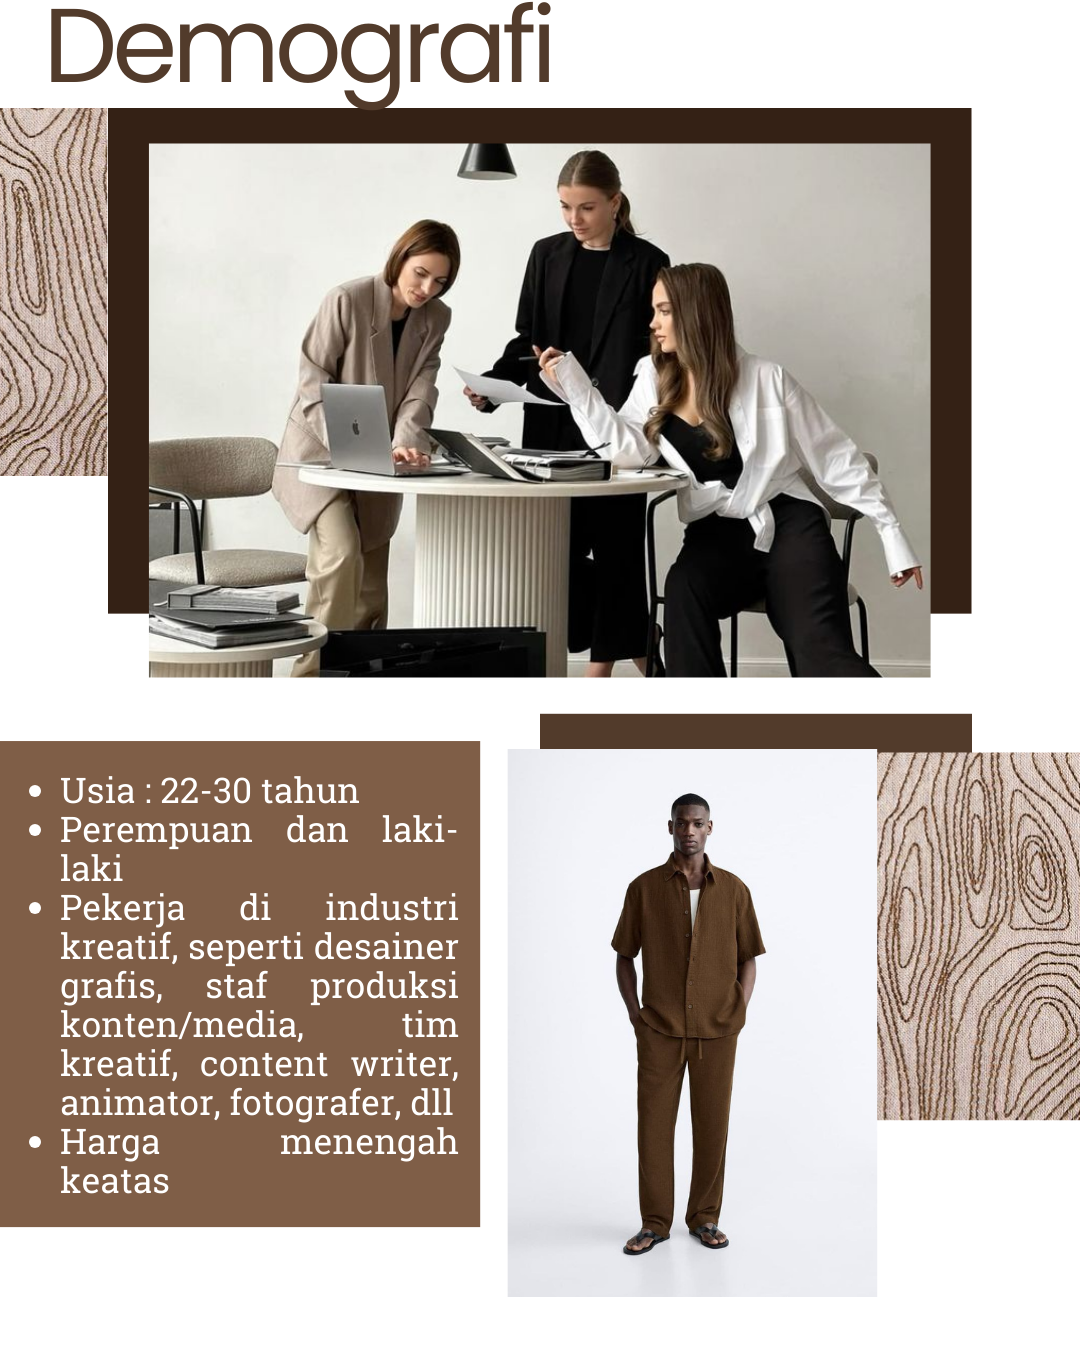 Demografi
Usia : 22-30 tahun
Perempuan dan laki-
laki
Pekerja di industri
kreatif, seperti desainer
grafis, staf produksi
konten/media, tim
kreatif, content writer,
animator, fotografer, dll
Harga menengah
keatas